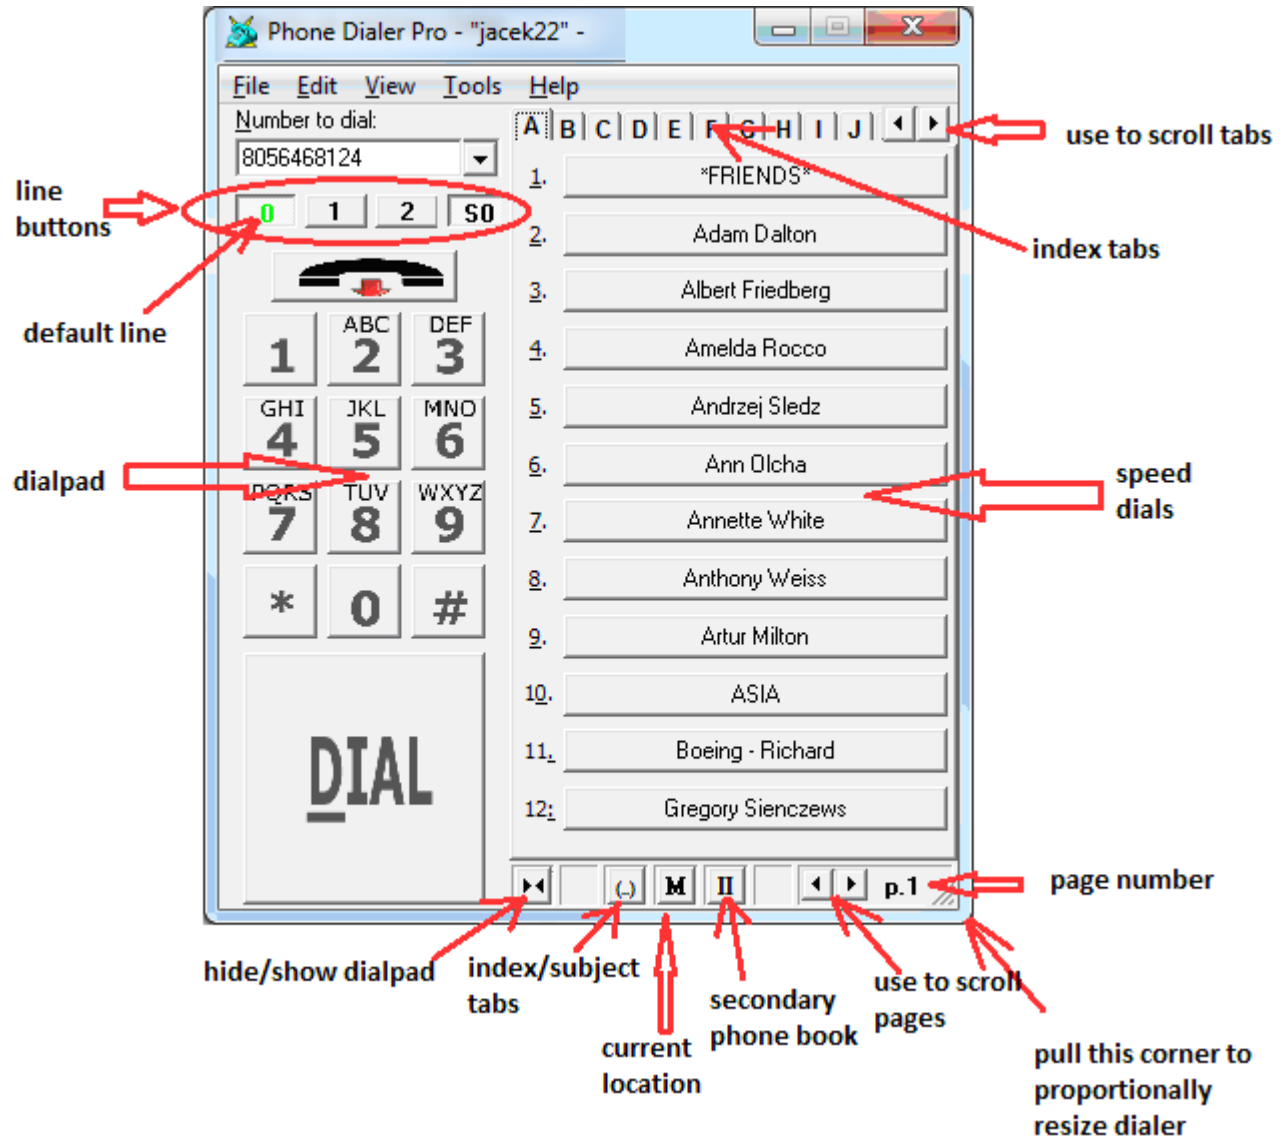 Phone Dialer Pro - "jacek22" -
File Edit View Tools Help
Number to dial:
8056468124
0 1 2 S0
1
ABC
2
DEF
3
GHI
4
JKL
5
MNO
6
PQRS
7
TUV
8
WXYZ
9
*
0
#
DIAL
A B C D E F G H I J
1. *FRIENDS*
2. Adam Dalton
3. Albert Friedberg
4. Amelda Rocco
5. Andrzej Sledz
6. Ann Olcha
7. Annette White
8. Anthony Weiss
9. Artur Milton
10. ASIA
11. Boeing - Richard
12: Gregory Sienczews
(..) M II p.1
line
buttons
default line
dialpad
use to scroll tabs
index tabs
speed
dials
page number
hide/show dialpad
index/subject
tabs
current
location
secondary
phone book
use to scroll
pages
pull this corner to
proportionally
resize dialer